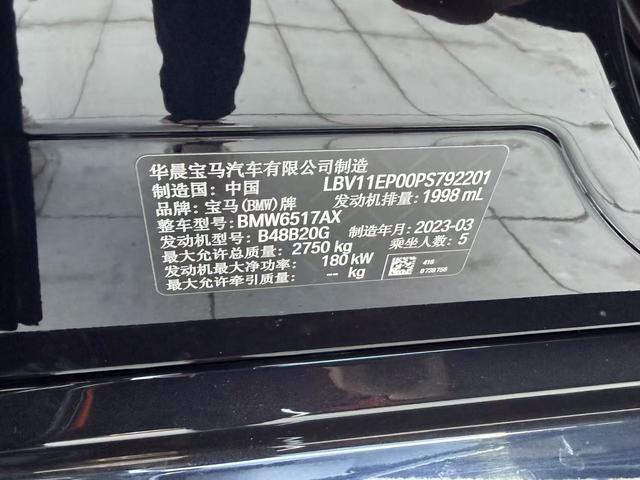 华晨宝马汽车有限公司制造
制造国: 中国 LBV11EP00PS792201
品牌: 宝马(BMW)牌 发动机排量: 1998 mL
整车型号: BMW6517AX
发动机型号: B48B20G 制造年月: 2023-03
最大允许总质量: 2750 kg 乘坐人数: 5
发动机最大净功率: 180 kW
最大允许牵引质量: -- kg
416
8 738 756